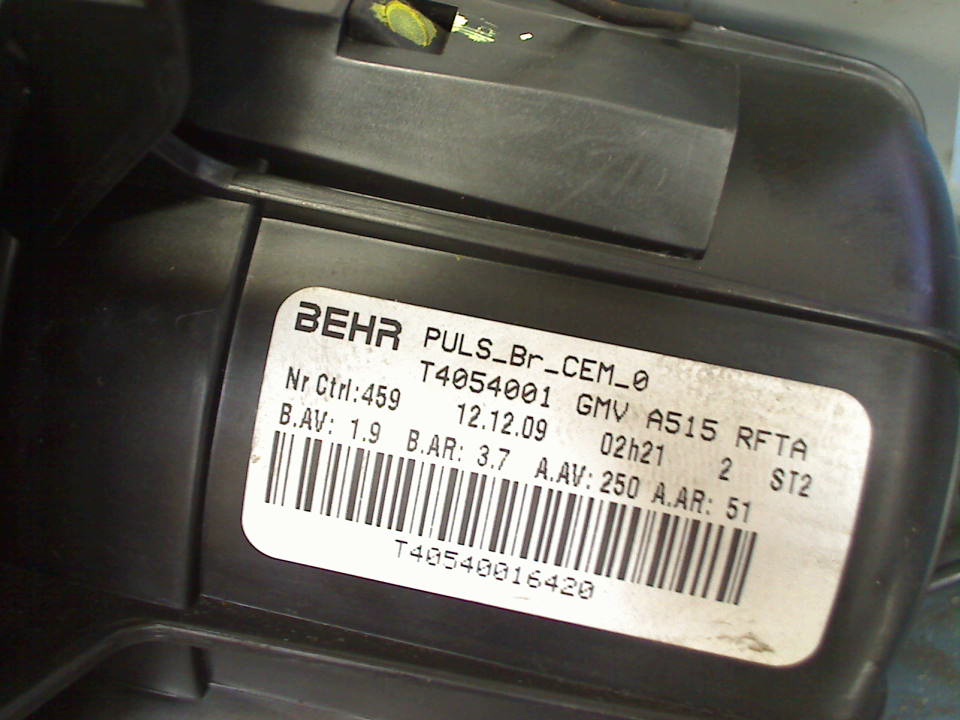 BEHR PULS_Br_CEM_0
T4054001 GMV A515 RFTA
Nr Ctrl:459 12.12.09 02h21 2 ST2
B.AV: 1.9 B.AR: 3.7 A.AV: 250 A.AR: 51
T40540016420